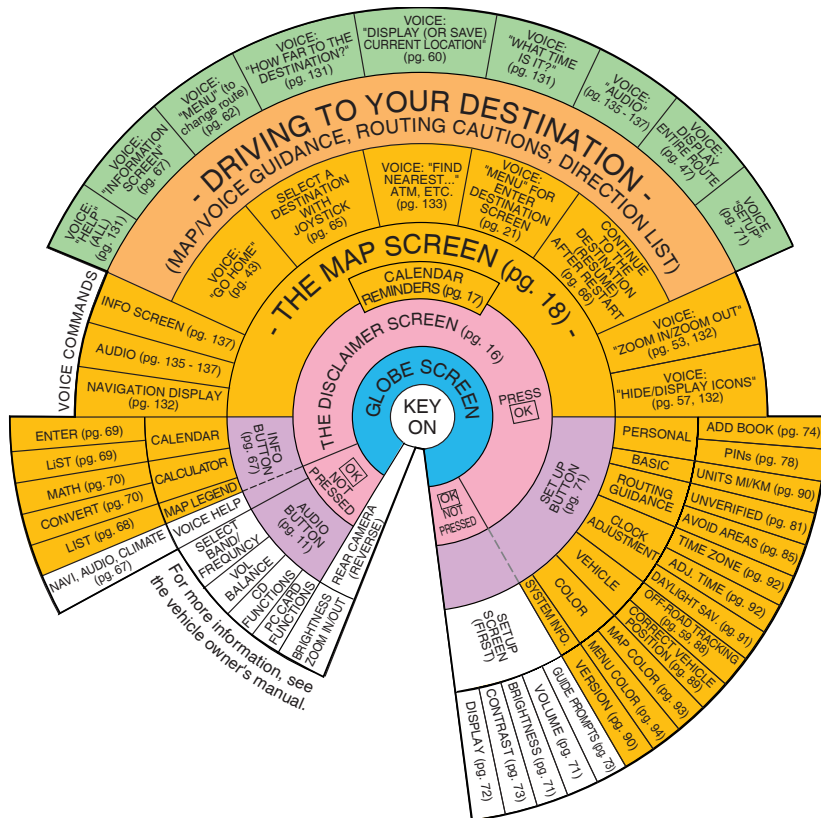 VOICE:
"HELP"
(ALL)
(pg. 131)
VOICE:
"INFORMATION
SCREEN"
(pg. 67)
VOICE:
"MENU" (to
change route)
(pg. 62)
VOICE:
"HOW FAR TO THE
DESTINATION?"
(pg. 131)
VOICE:
"DISPLAY (OR SAVE)
CURRENT LOCATION"
(pg. 60)
VOICE:
"WHAT TIME
IS IT?"
(pg. 131)
VOICE:
"AUDIO"
(pg. 135 - 137)
VOICE:
DISPLAY
ENTIRE ROUTE
(pg. 47)
VOICE
"SETUP"
(pg. 71)
- DRIVING TO YOUR DESTINATION -
(MAP/VOICE GUIDANCE, ROUTING CAUTIONS, DIRECTION LIST)
VOICE:
"GO HOME"
(pg. 43)
SELECT A
DESTINATION
WITH
JOYSTICK
(pg. 65)
VOICE: "FIND
NEAREST..."
ATM, ETC.
(pg. 133)
VOICE:
"MENU" FOR
ENTER
DESTINATION
SCREEN
(pg. 21)
CONTINUE
TO THE
DESTINATION
(RESUME)
AFTER RESTART
(pg. 66)
- THE MAP SCREEN (pg. 18) -
CALENDAR
REMINDERS (pg. 17)
THE DISCLAIMER SCREEN (pg. 16)
GLOBE SCREEN
KEY
ON
PRESS
OK
VOICE COMMANDS
INFO SCREEN (pg. 137)
AUDIO (pg. 135 - 137)
NAVIGATION DISPLAY
(pg. 132)
VOICE:
"ZOOM IN/ZOOM OUT"
(pg. 53, 132)
VOICE:
"HIDE/DISPLAY ICONS"
(pg. 57, 132)
ENTER (pg. 69)
LiST (pg. 69)
MATH (pg. 70)
CONVERT (pg. 70)
LIST (pg. 68)
NAVI, AUDIO, CLIMATE
(pg. 67)
CALENDAR
CALCULATOR
MAP LEGEND
VOICE HELP
INFO
BUTTON
(pg. 67)
OK
NOT
PRESSED
AUDIO
BUTTON
(pg. 11)
SELECT
BAND/
FREQUNCY
VOL
BALANCE
CD
FUNCTIONS
PC CARD
FUNCTIONS
REAR CAMERA
(REVERSE)
BRIGHTNESS
ZOOM IN/OUT
For more information, see
the vehicle owner's manual.
OK
NOT
PRESSED
SET UP
BUTTON
(pg. 71)
SETUP
SCREEN
(FIRST)
PERSONAL
BASIC
ROUTING
GUIDANCE
CLOCK
ADJUSTMENT
VEHICLE
COLOR
SYSTEM INFO.
ADD BOOK (pg. 74)
PINs (pg. 78)
UNITS MI/KM (pg. 90)
UNVERIFIED (pg. 81)
AVOID AREAS (pg. 85)
TIME ZONE (pg. 92)
ADJ. TIME (pg. 92)
DAYLIGHT SAV. (pg. 91)
OFF-ROAD TRACKING
(pg. 59, 88)
CORRECT VEHICLE
POSITION (pg. 89)
MAP COLOR (pg. 93)
MENU COLOR (pg. 94)
VERSION (pg. 90)
GUIDE. PROMPTS (pg. 73)
VOLUME (pg. 71)
BRIGHTNESS (pg. 71)
CONTRAST (pg. 73)
DISPLAY (pg. 72)